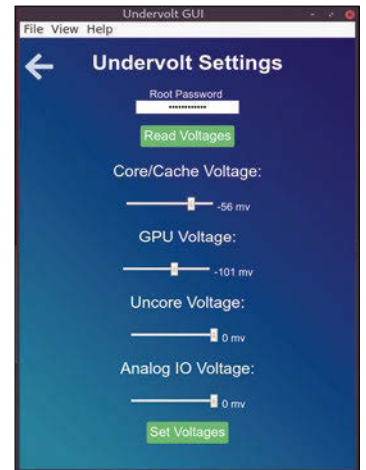 Undervolt GUI
File View Help
Undervolt Settings
Root Password
••••••••••••
Read Voltages
Core/Cache Voltage:
-56 mv
GPU Voltage:
-101 mv
Uncore Voltage:
0 mv
Analog IO Voltage:
0 mv
Set Voltages